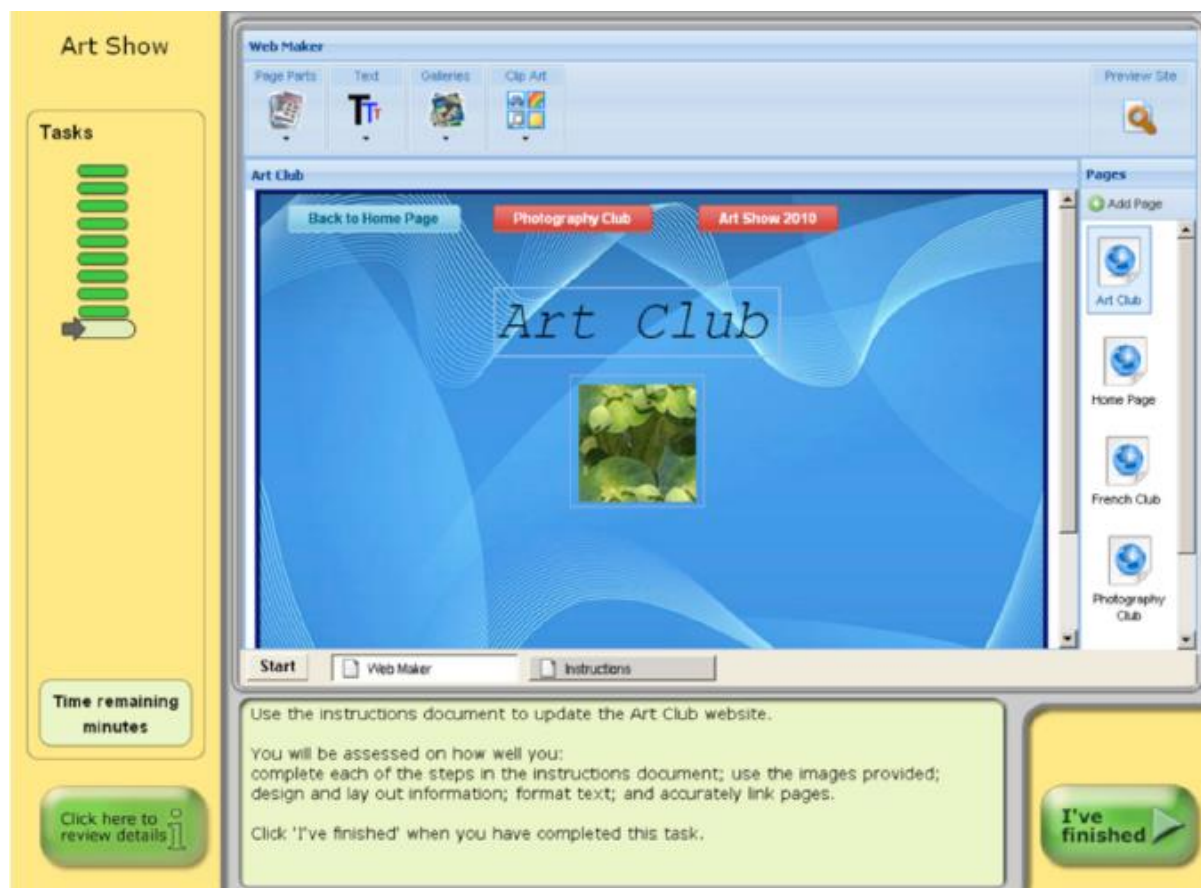 Art Show
Tasks
Time remaining
minutes
Click here to
review details
Web Maker
Page Parts
Text
Galleries
Clip Art
Preview Site
Art Club
Back to Home Page
Photography Club
Art Show 2010
Art Club
Pages
Add Page
Art Club
Home Page
French Club
Photography
Club
Start
Web Maker
Instructions
Use the instructions document to update the Art Club website.
You will be assessed on how well you:
complete each of the steps in the instructions document; use the images provided;
design and lay out information; format text; and accurately link pages.
Click 'I've finished' when you have completed this task.
I've
finished